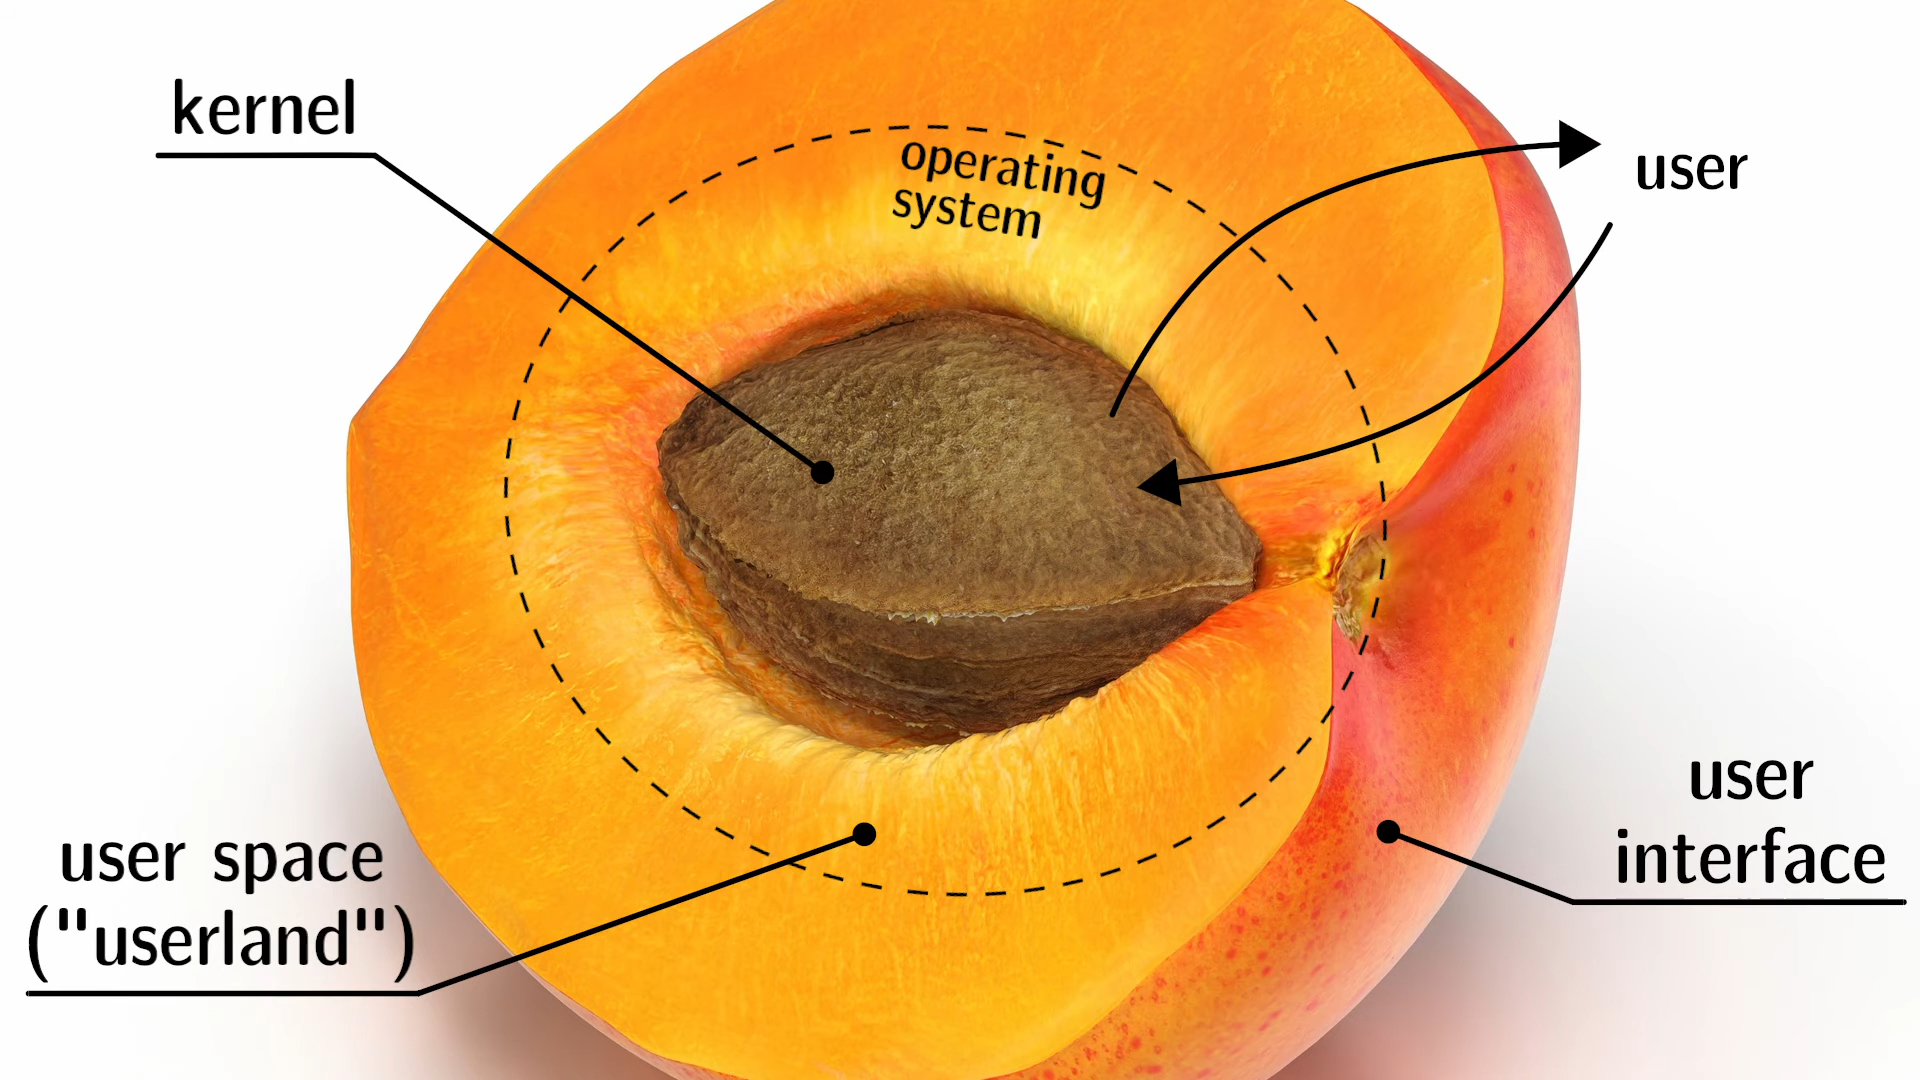 kernel
operating
system
user
user space
("userland")
user
interface